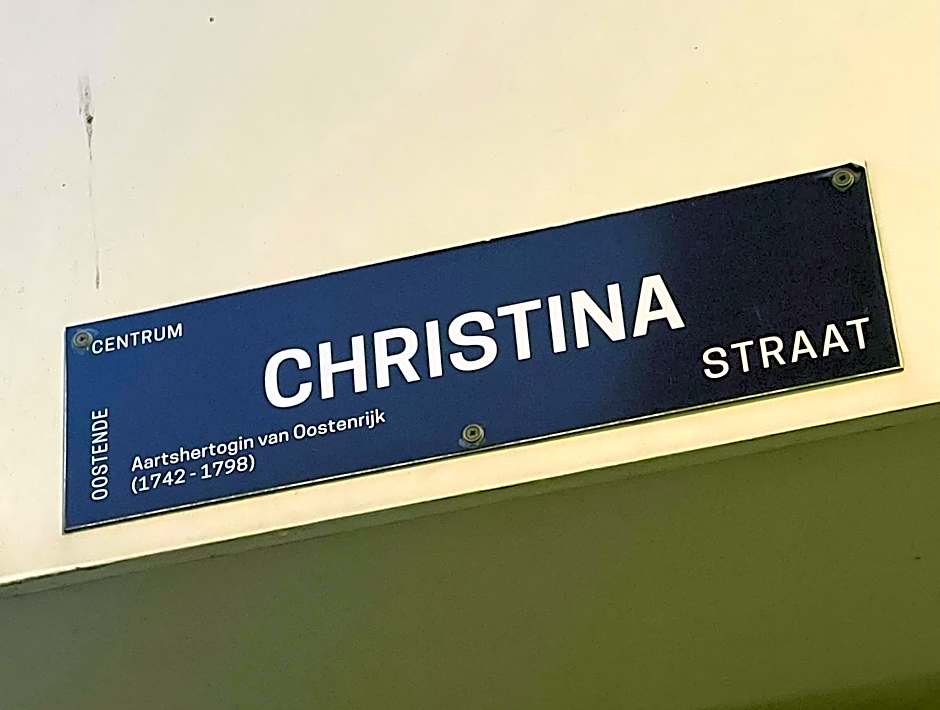 CENTRUM
OOSTENDE
CHRISTINA
STRAAT
Aartshertogin van Oostenrijk
(1742 - 1798)